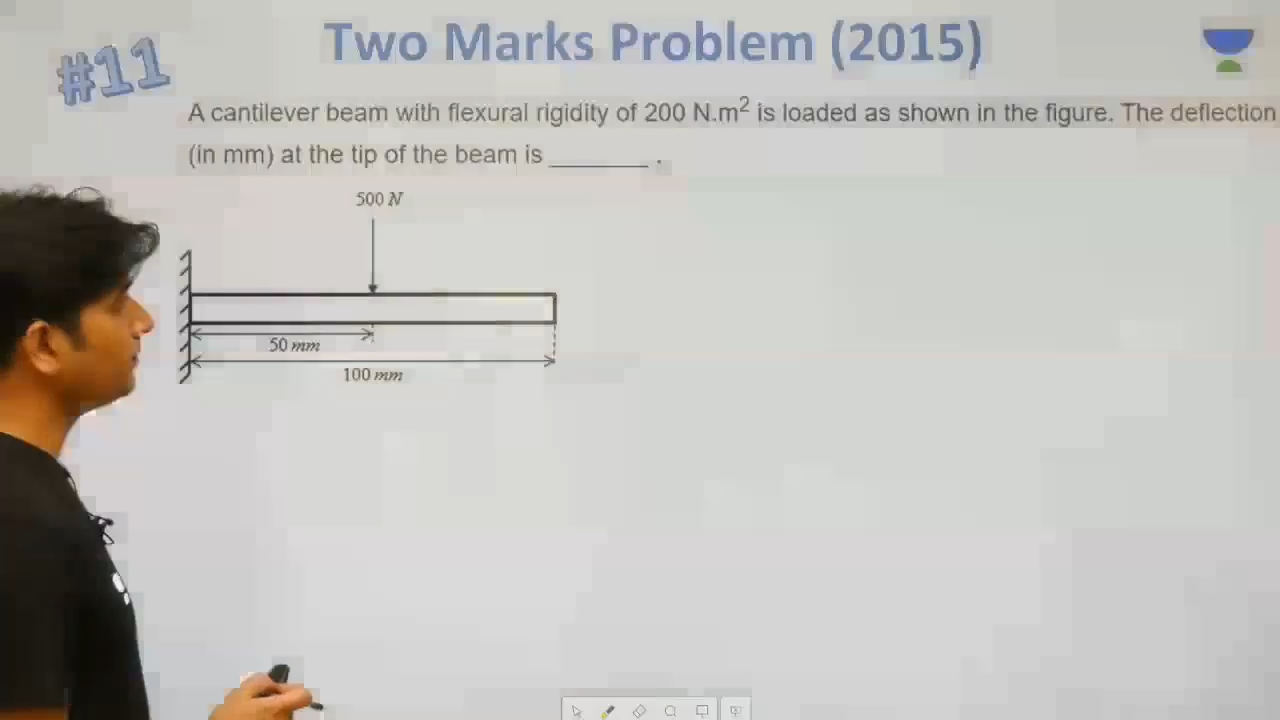 #11
Two Marks Problem (2015)
A cantilever beam with flexural rigidity of 200 N.m² is loaded as shown in the figure. The deflection
(in mm) at the tip of the beam is ________ .
500 N
50 mm
100 mm